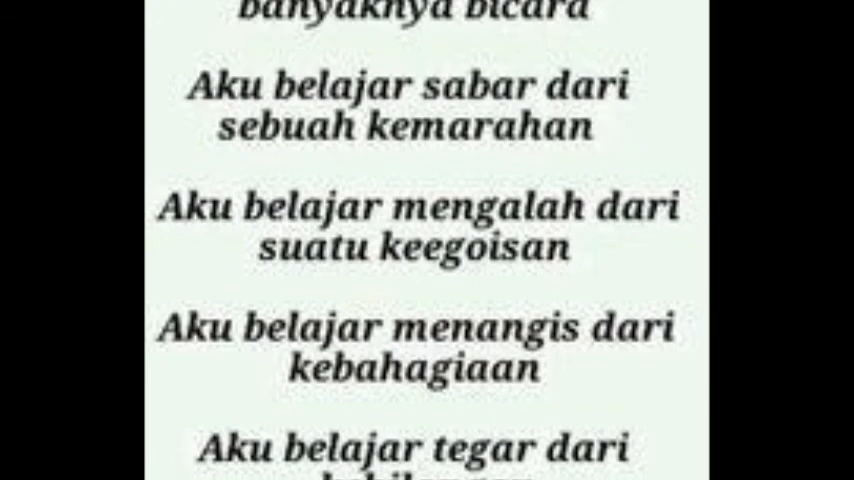 banyaknya bicara
Aku belajar sabar dari
sebuah kemarahan
Aku belajar mengalah dari
suatu keegoisan
Aku belajar menangis dari
kebahagiaan
Aku belajar tegar dari